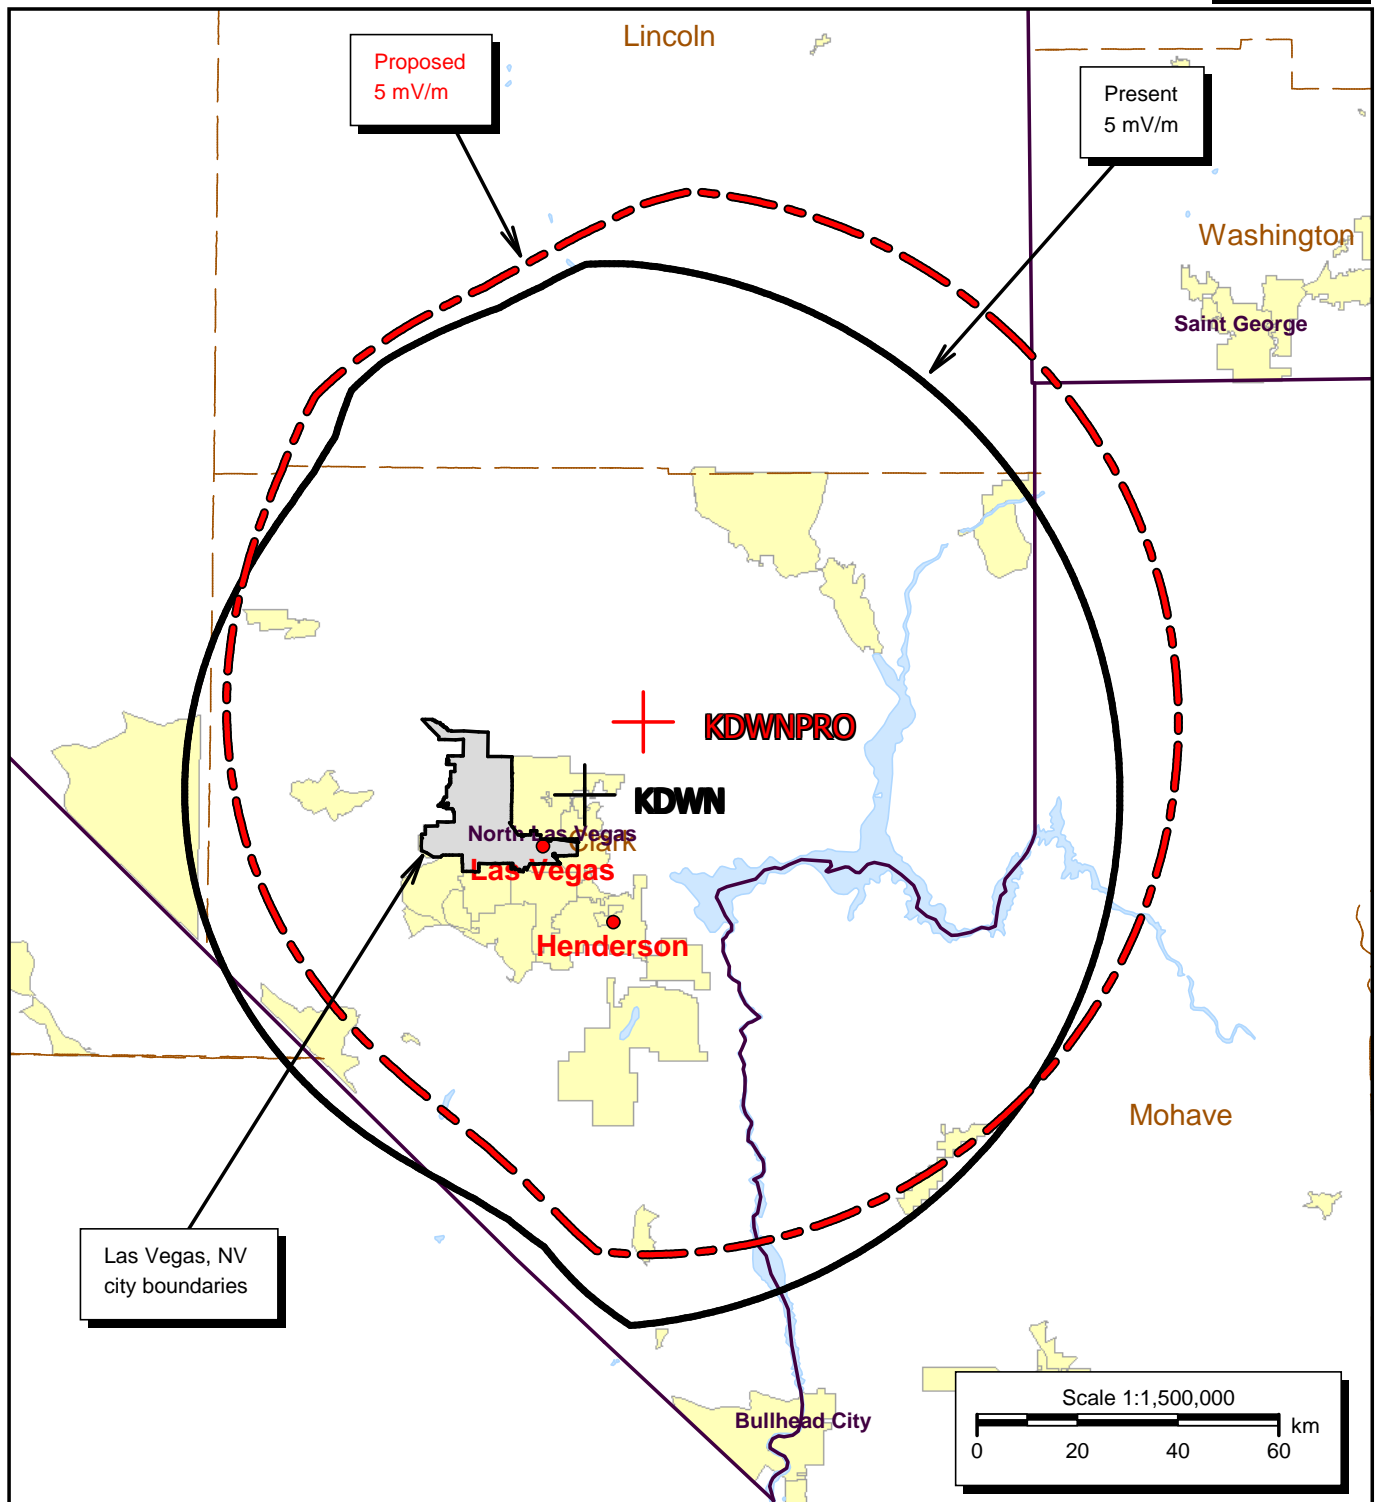 Lincoln
Proposed
5 mV/m
Present
5 mV/m
Washington
Saint George
KDWNPRO
KDWN
North Las Vegas
Clark
Las Vegas
Henderson
Mohave
Las Vegas, NV
city boundaries
Bullhead City
Scale 1:1,500,000
km
0 20 40 60